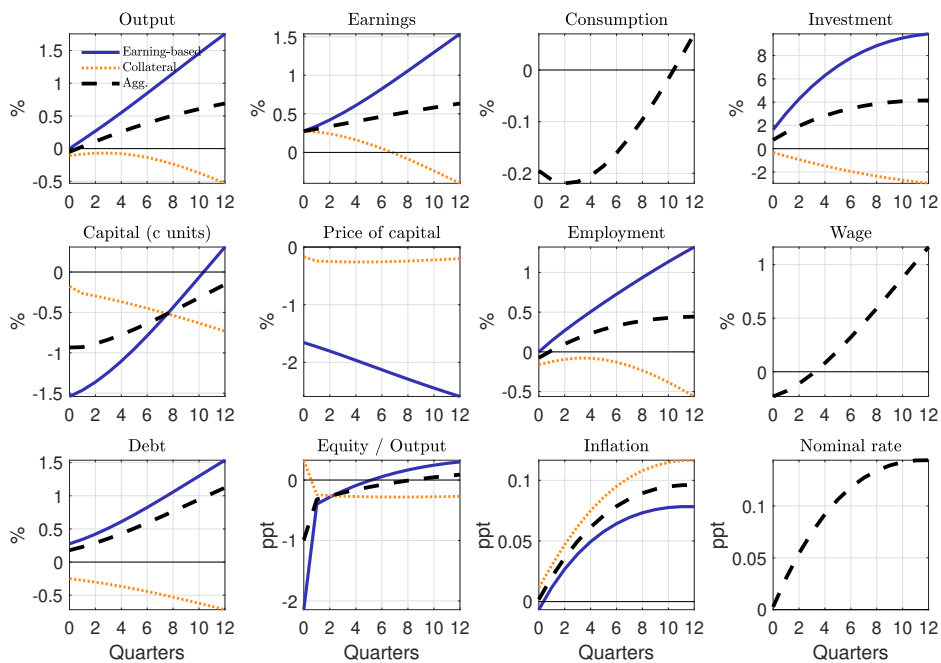 Output
Earning-based
Collateral
Agg.
%
1.5
1
0.5
0
-0.5
0 2 4 6 8 10 12
Earnings
%
1.5
1
0.5
0
0 2 4 6 8 10 12
Consumption
%
0
-0.1
-0.2
0 2 4 6 8 10 12
Investment
%
8
6
4
2
0
-2
0 2 4 6 8 10 12
Capital (c units)
%
0
-0.5
-1
-1.5
0 2 4 6 8 10 12
Price of capital
%
0
-1
-2
0 2 4 6 8 10 12
Employment
%
1
0.5
0
-0.5
0 2 4 6 8 10 12
Wage
%
1
0.5
0
0 2 4 6 8 10 12
Debt
%
1.5
1
0.5
0
-0.5
0 2 4 6 8 10 12
Quarters
Equity / Output
ppt
0
-1
-2
0 2 4 6 8 10 12
Quarters
Inflation
ppt
0.1
0.05
0
0 2 4 6 8 10 12
Quarters
Nominal rate
ppt
0.1
0.05
0
0 2 4 6 8 10 12
Quarters